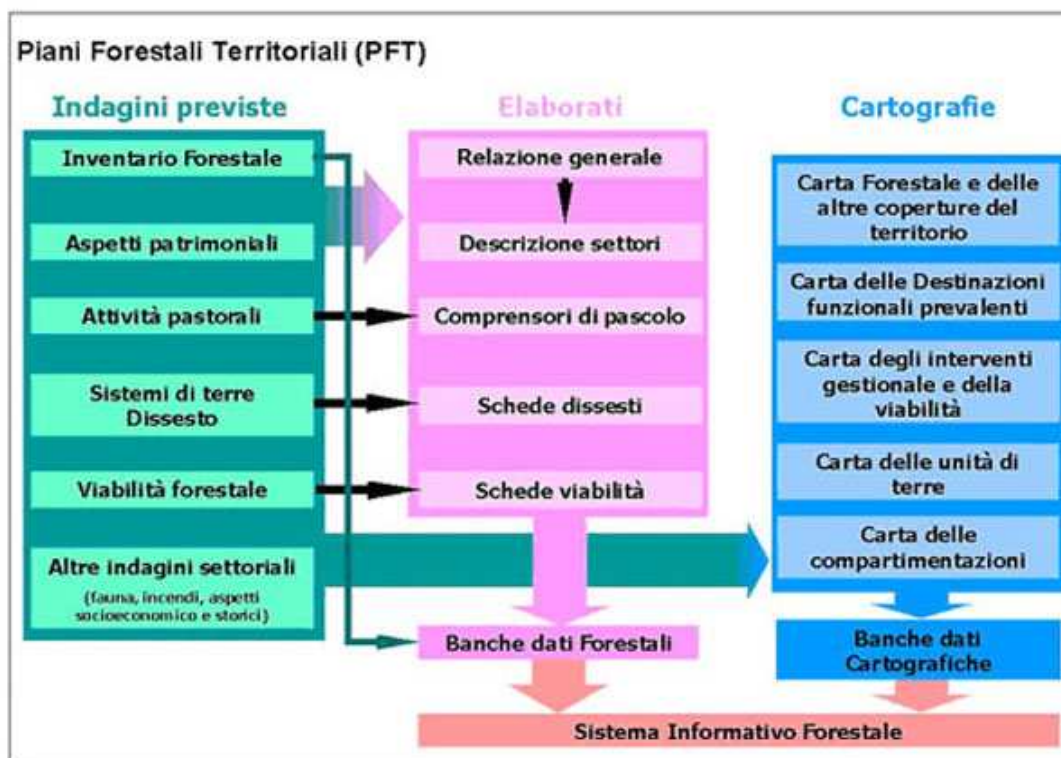 Piani Forestali Territoriali (PFT)
Indagini previste
Inventario Forestale
Aspetti patrimoniali
Attività pastorali
Sistemi di terre
Dissesto
Viabilità forestale
Altre indagini settoriali
(fauna, incendi, aspetti
socioeconomico e storici)
Elaborati
Relazione generale
Descrizione settori
Comprensori di pascolo
Schede dissesti
Schede viabilità
Banche dati Forestali
Cartografie
Carta Forestale e delle
altre coperture del
territorio
Carta delle Destinazioni
funzionali prevalenti
Carta degli interventi
gestionale e della
viabilità
Carta delle unità di
terre
Carta delle
compartimentazioni
Banche dati
Cartografiche
Sistema Informativo Forestale